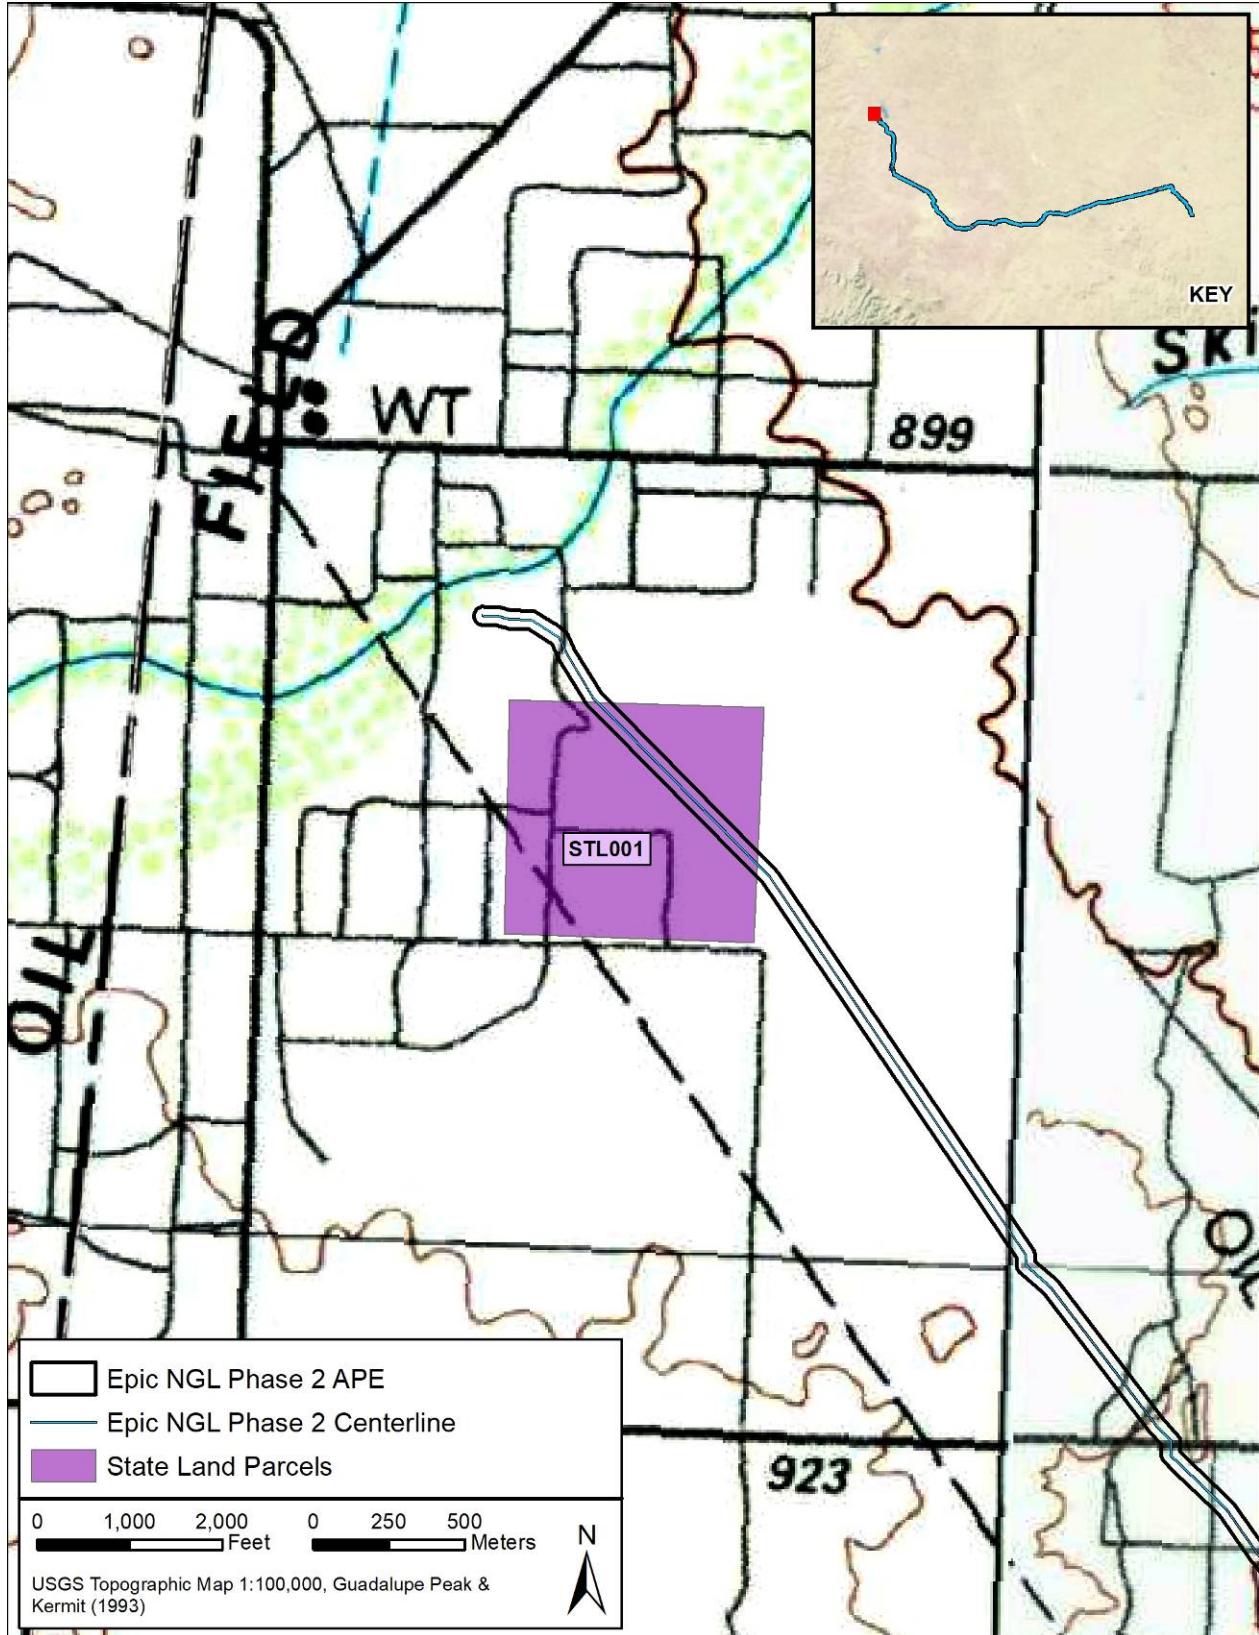 KEY
SKI
FIELD
WT
899
STL001
OIL
OIL
923
Epic NGL Phase 2 APE
Epic NGL Phase 2 Centerline
State Land Parcels
0 1,000 2,000 Feet
0 250 500 Meters
N
USGS Topographic Map 1:100,000, Guadalupe Peak &
Kermit (1993)